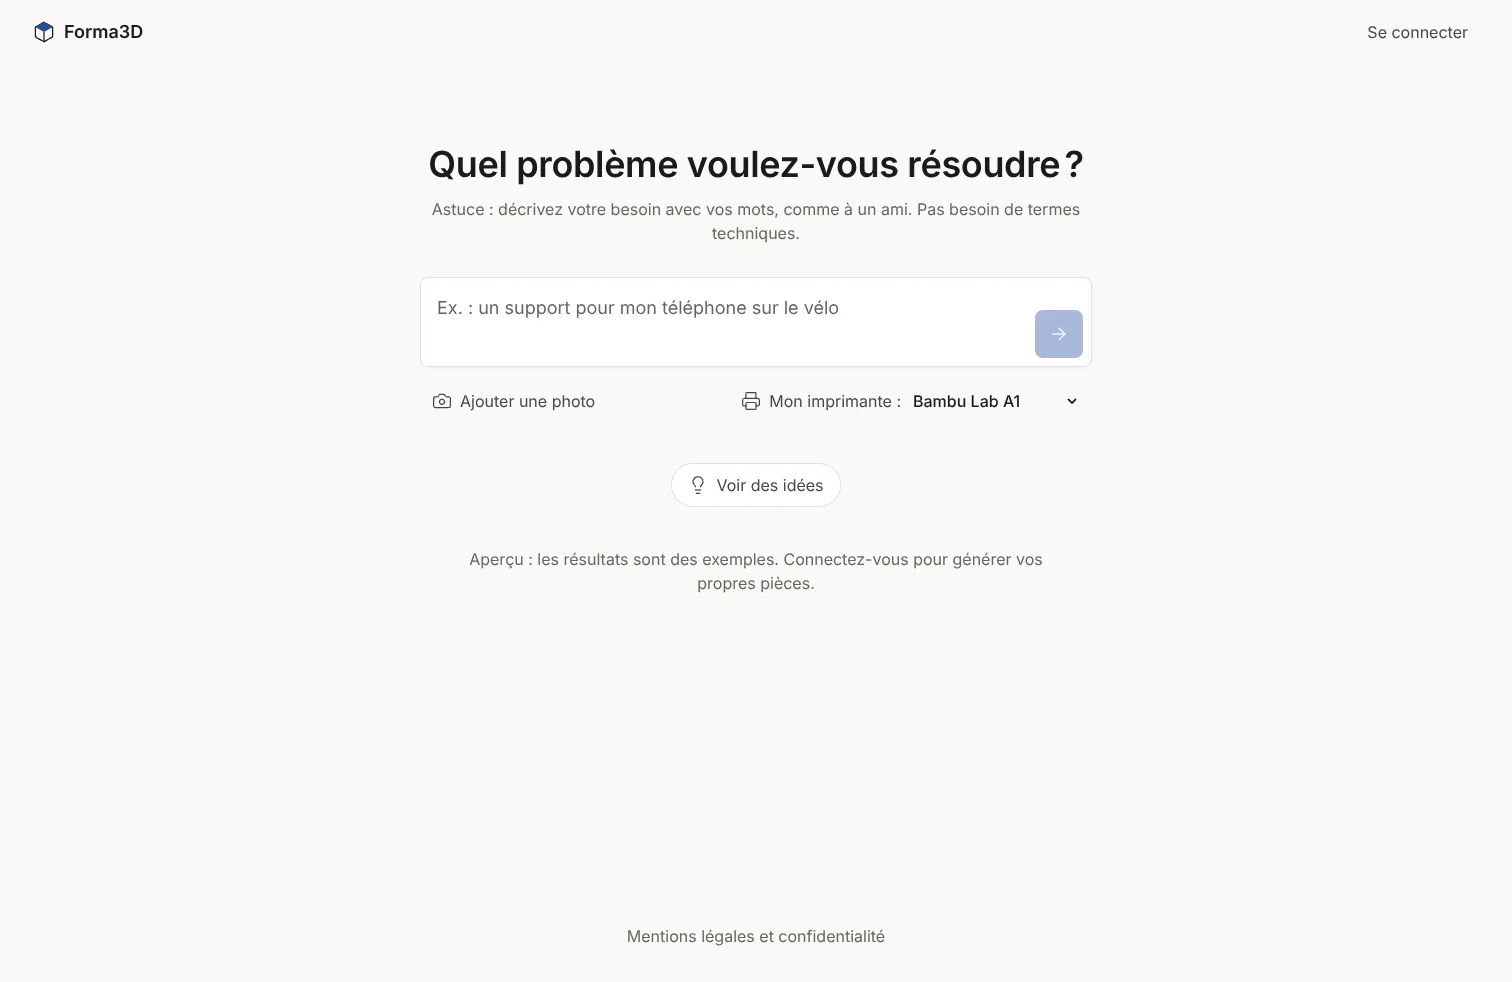 Forma3D
Se connecter
Quel problème voulez-vous résoudre ?
Astuce : décrivez votre besoin avec vos mots, comme à un ami. Pas besoin de termes
techniques.
Ex. : un support pour mon téléphone sur le vélo
Ajouter une photo
Mon imprimante : Bambu Lab A1
Voir des idées
Aperçu : les résultats sont des exemples. Connectez-vous pour générer vos
propres pièces.
Mentions légales et confidentialité